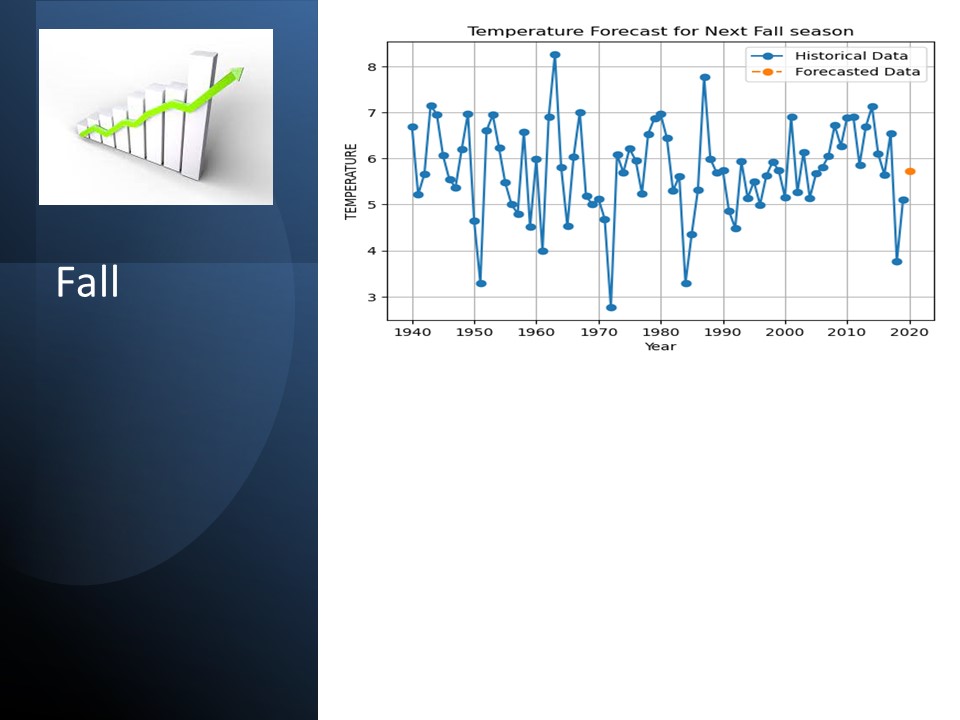 Fall
Temperature Forecast for Next Fall season
Historical Data
Forecasted Data
TEMPERATURE
8
7
6
5
4
3
1940 1950 1960 1970 1980 1990 2000 2010 2020
Year